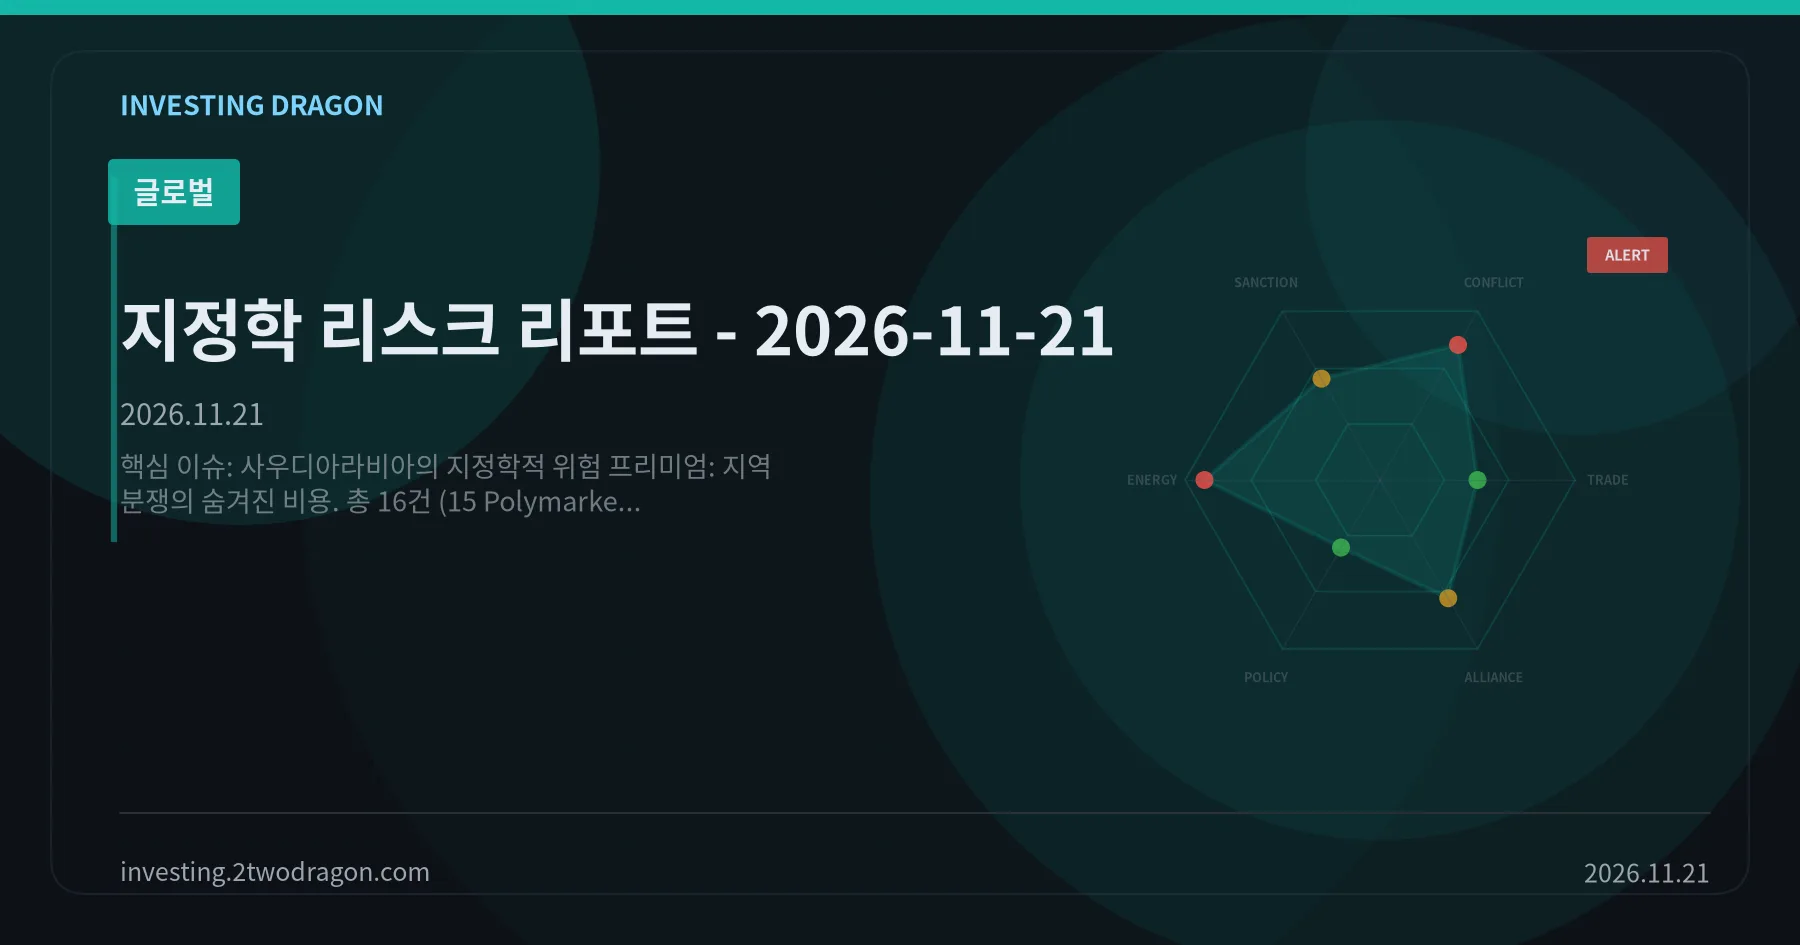 INVESTING DRAGON
글로벌
지정학 리스크 리포트 - 2026-11-21
2026.11.21
핵심 이슈: 사우디아라비아의 지정학적 위험 프리미엄: 지역
분쟁의 숨겨진 비용. 총 16건 (15 Polymarke...
ALERT
SANCTION
CONFLICT
ENERGY
TRADE
POLICY
ALLIANCE
investing.2twodragon.com
2026.11.21